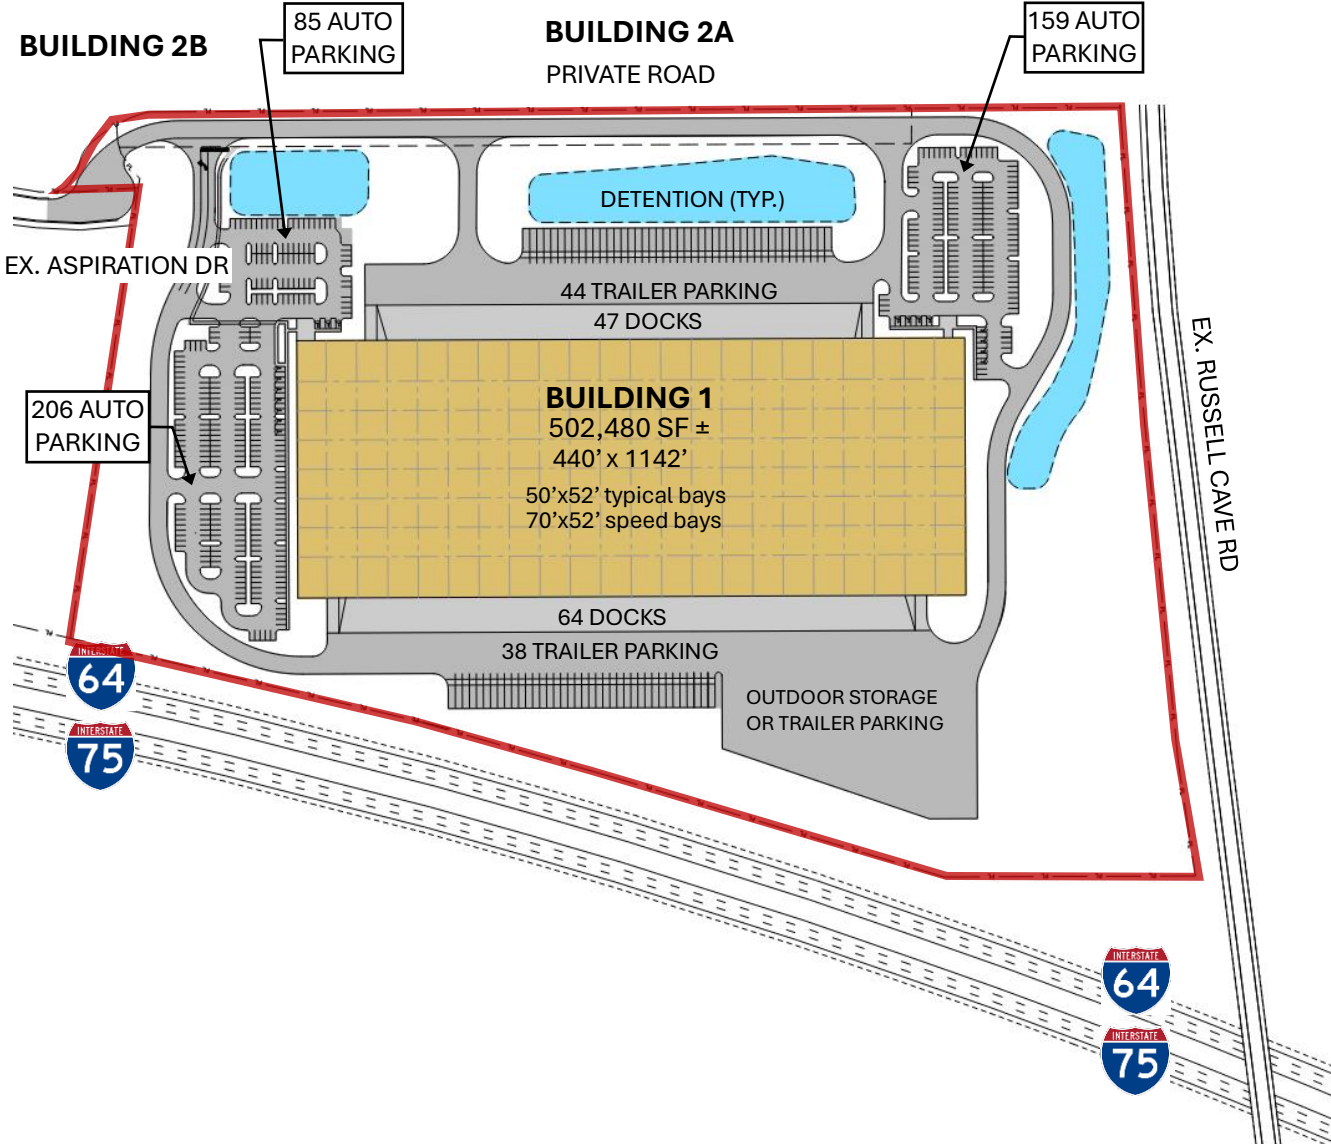 BUILDING 2B
85 AUTO
PARKING
BUILDING 2A
PRIVATE ROAD
159 AUTO
PARKING
DETENTION (TYP.)
EX. ASPIRATION DR
44 TRAILER PARKING
47 DOCKS
EX. RUSSELL CAVE RD
206 AUTO
PARKING
BUILDING 1
502,480 SF ±
440' x 1142'
50'x52' typical bays
70'x52' speed bays
64 DOCKS
38 TRAILER PARKING
OUTDOOR STORAGE
OR TRAILER PARKING
INTERSTATE
64
INTERSTATE
75
INTERSTATE
64
INTERSTATE
75